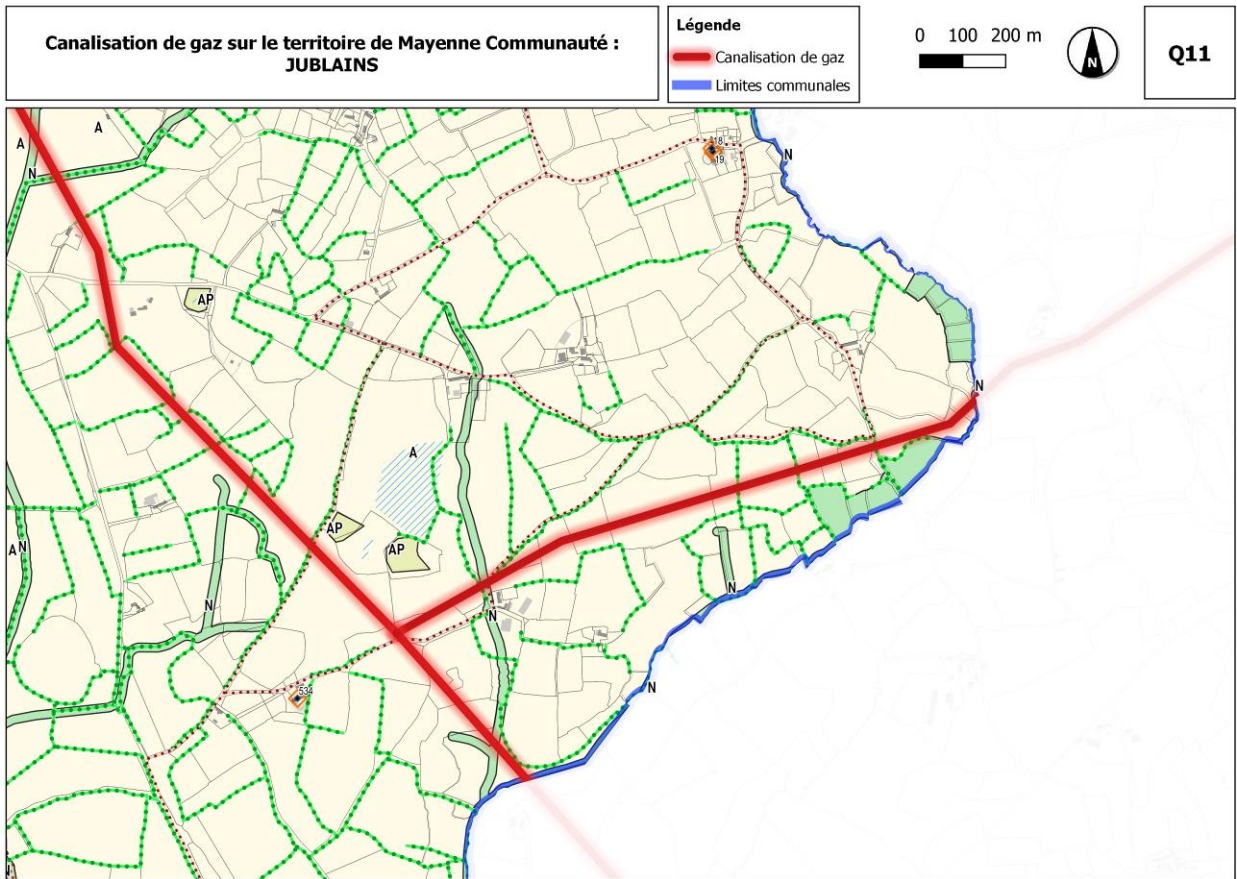 Canalisation de gaz sur le territoire de Mayenne Communauté :
JUBLAINS
Légende
Canalisation de gaz
Limites communales
0 100 200 m
N
Q11
A
A
N
18
19
N
AP
N
A
AP
AP
A
N
N
N
N
534
N
N